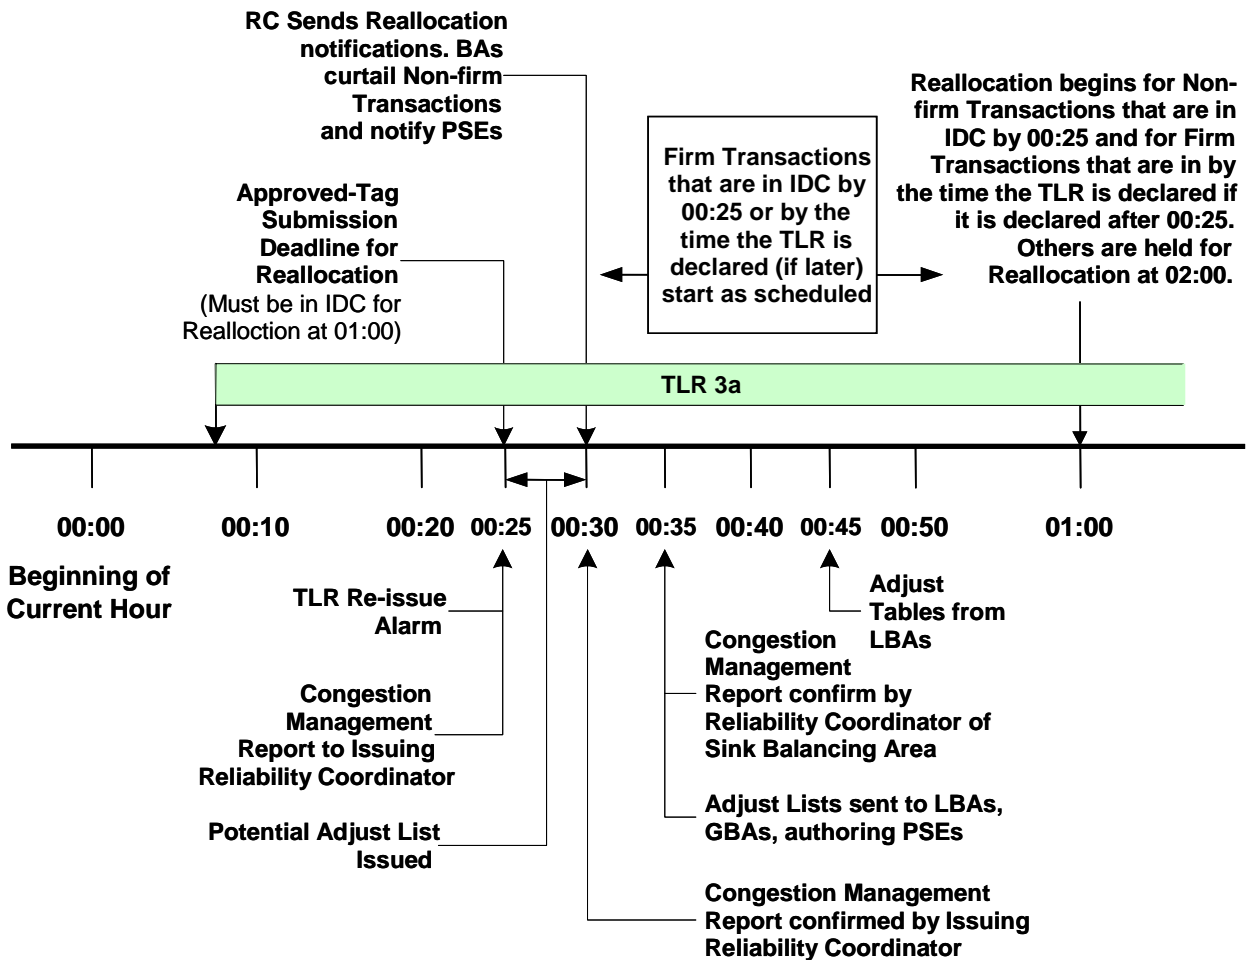 RC Sends Reallocation
notifications. BAs
curtail Non-firm
Transactions
and notify PSEs
Reallocation begins for Non-
firm Transactions that are in
IDC by 00:25 and for Firm
Transactions that are in by
the time the TLR is declared if
it is declared after 00:25.
Others are held for
Reallocation at 02:00.
Firm Transactions
that are in IDC by
00:25 or by the
time the TLR is
declared (if later)
start as scheduled
Approved-Tag
Submission
Deadline for
Reallocation
(Must be in IDC for
Realloction at 01:00)
TLR 3a
00:00
00:10
00:20
00:25
00:30
00:35
00:40
00:45
00:50
01:00
Beginning of
Current Hour
TLR Re-issue
Alarm
Congestion
Management
Report to Issuing
Reliability Coordinator
Potential Adjust List
Issued
Adjust
Tables from
LBAs
Congestion
Management
Report confirm by
Reliability Coordinator of
Sink Balancing Area
Adjust Lists sent to LBAs,
GBAs, authoring PSEs
Congestion Management
Report confirmed by Issuing
Reliability Coordinator